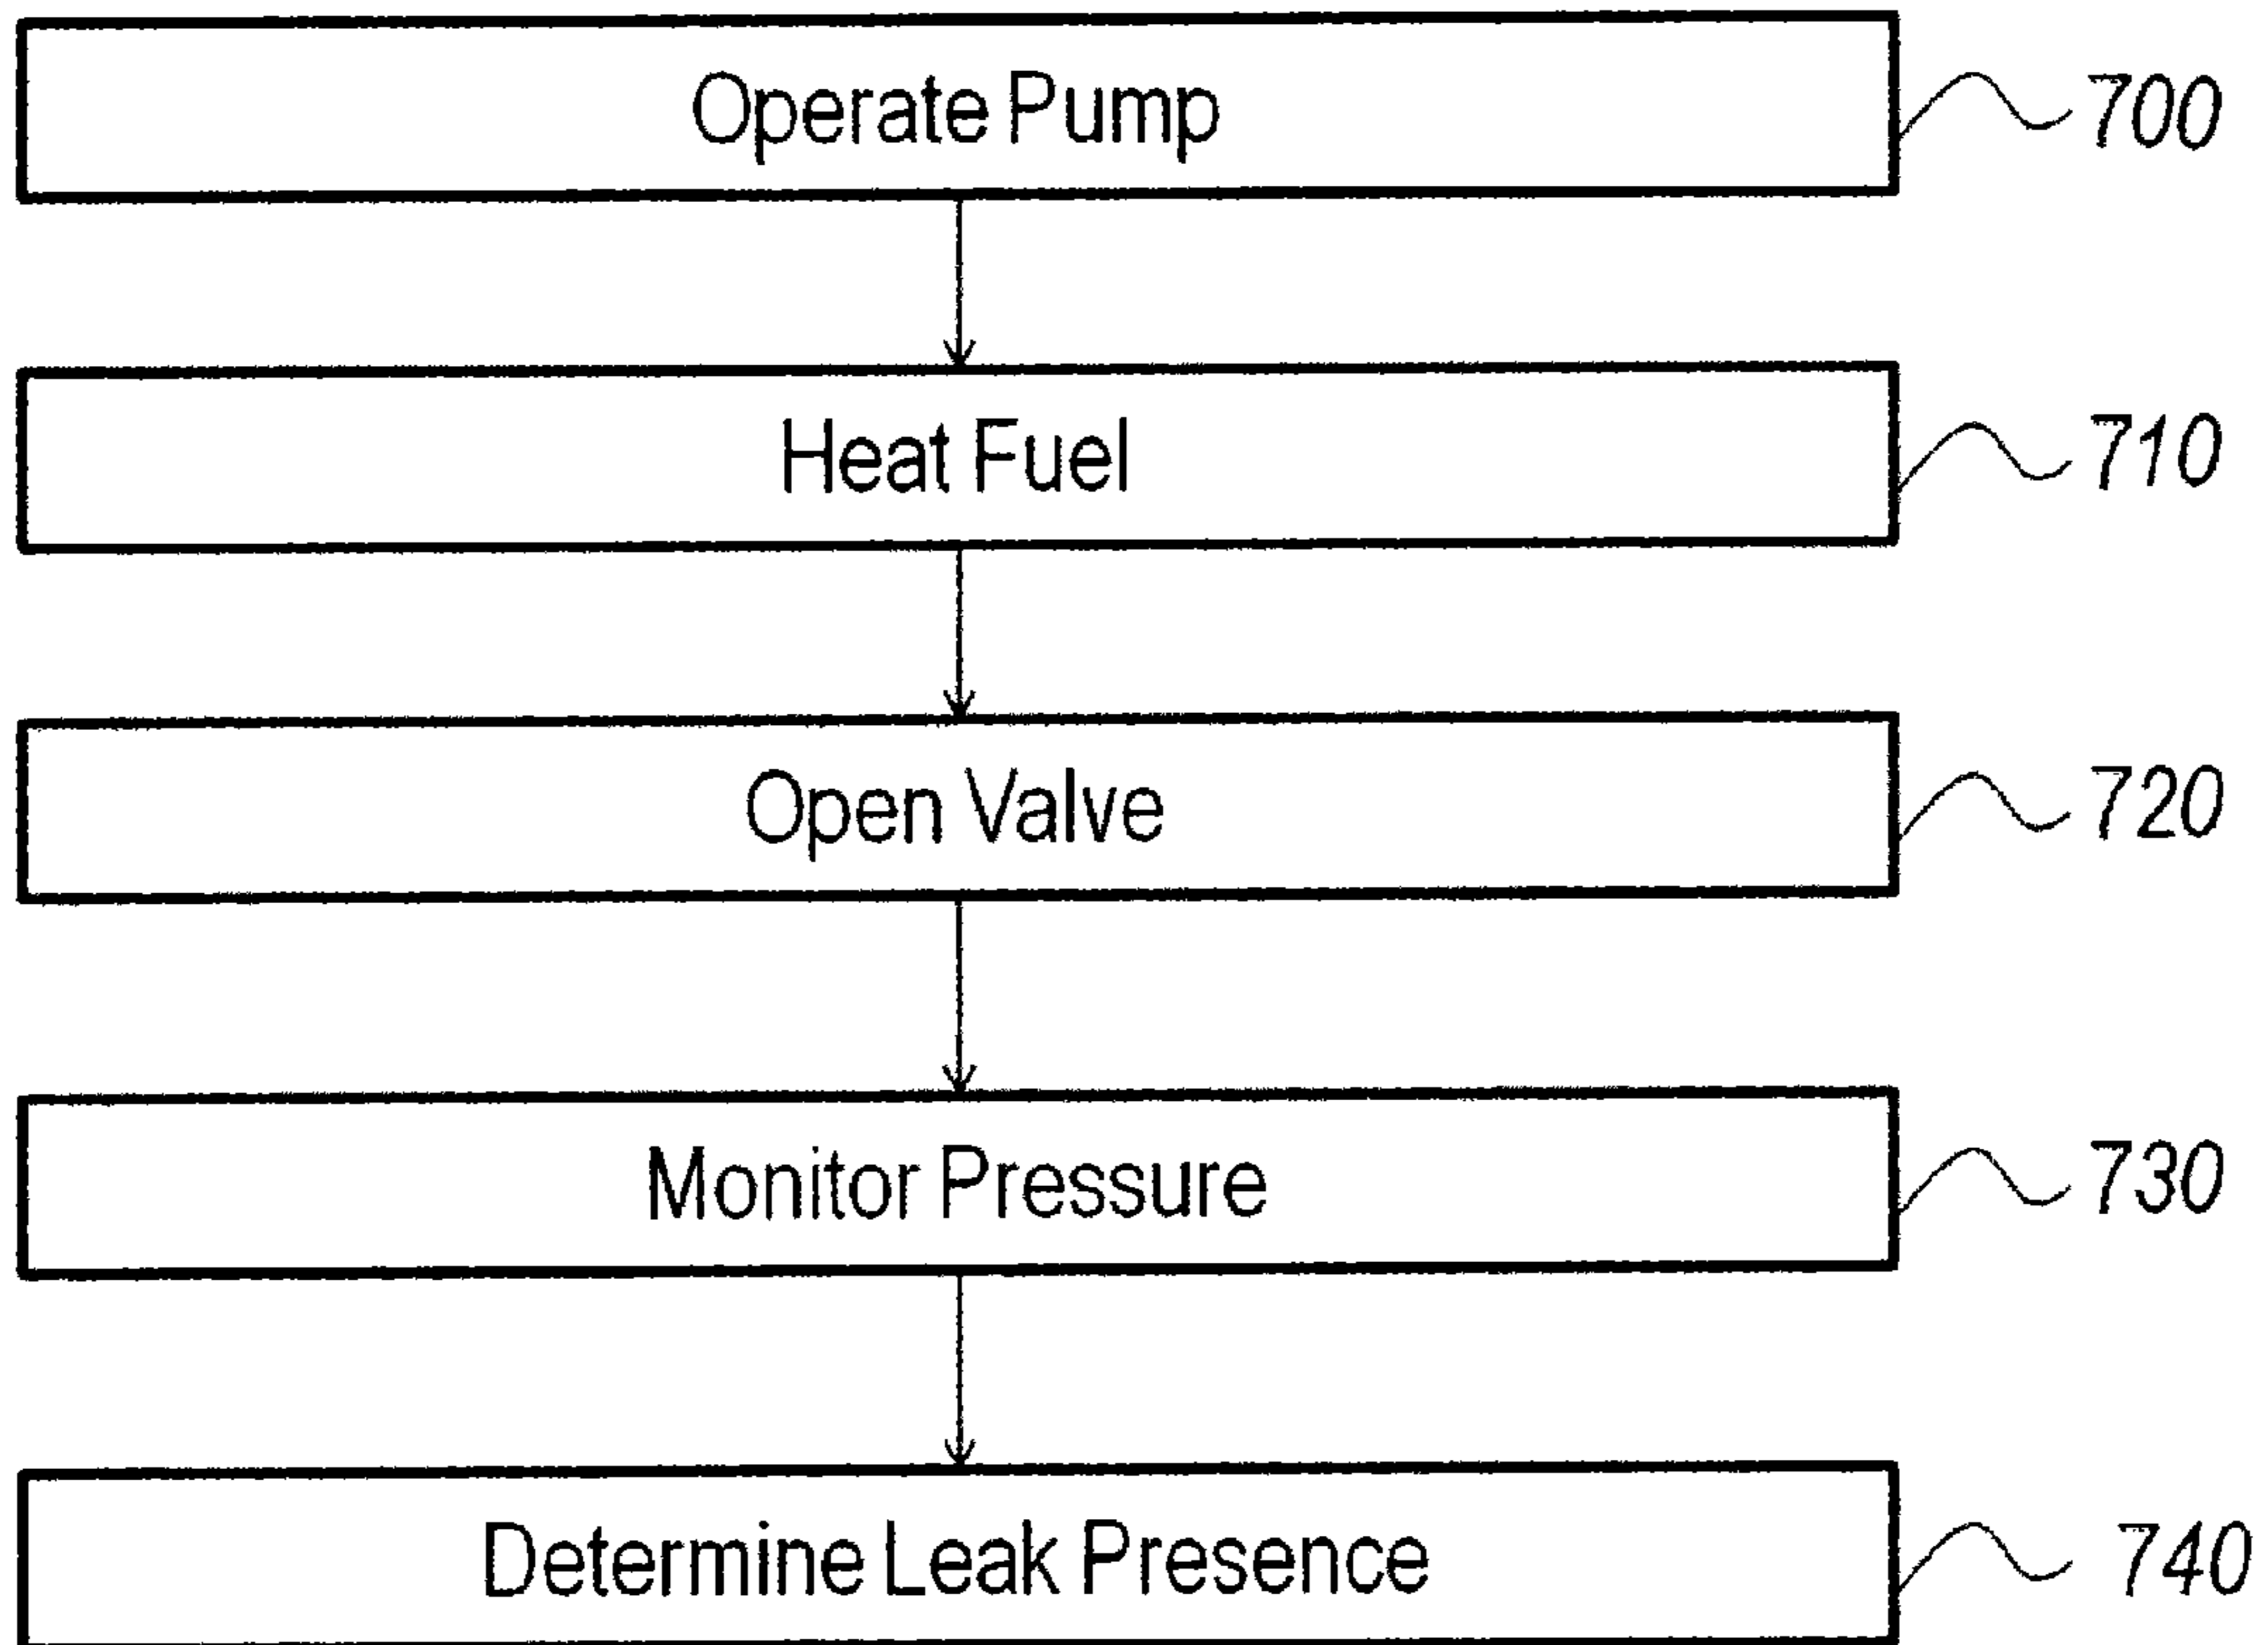 Operate Pump 700
Heat Fuel 710
Open Valve 720
Monitor Pressure 730
Determine Leak Presence 740